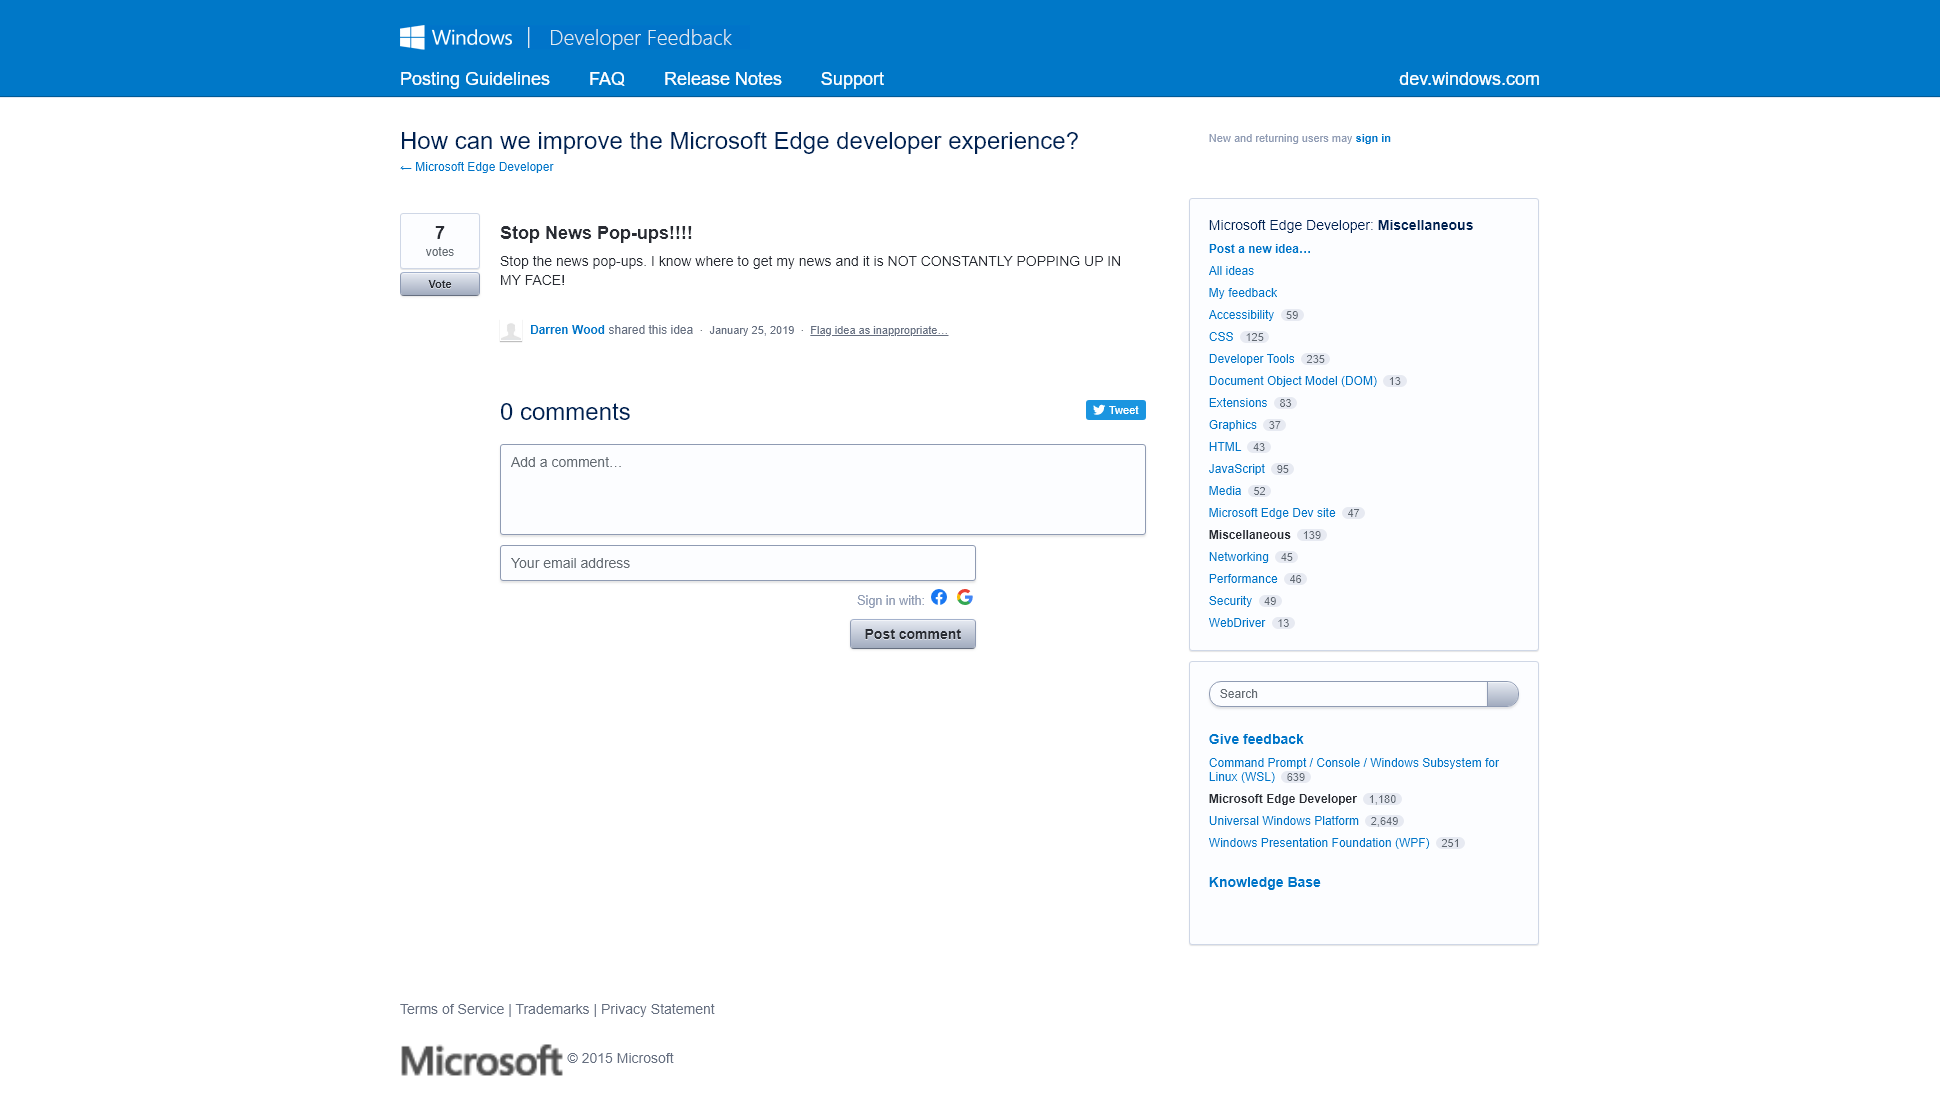 Windows | Developer Feedback
Posting Guidelines FAQ Release Notes Support dev.windows.com
How can we improve the Microsoft Edge developer experience?
← Microsoft Edge Developer
New and returning users may sign in
7
votes
Vote
Stop News Pop-ups!!!!
Stop the news pop-ups. I know where to get my news and it is NOT CONSTANTLY POPPING UP IN
MY FACE!
Darren Wood shared this idea · January 25, 2019 · Flag idea as inappropriate…
0 comments
Tweet
Add a comment…
Your email address
Sign in with:
Post comment
Microsoft Edge Developer: Miscellaneous
Post a new idea…
All ideas
My feedback
Accessibility 59
CSS 125
Developer Tools 235
Document Object Model (DOM) 13
Extensions 83
Graphics 37
HTML 43
JavaScript 95
Media 52
Microsoft Edge Dev site 47
Miscellaneous 139
Networking 45
Performance 46
Security 49
WebDriver 13
Search
Give feedback
Command Prompt / Console / Windows Subsystem for
Linux (WSL) 639
Microsoft Edge Developer 1,180
Universal Windows Platform 2,649
Windows Presentation Foundation (WPF) 251
Knowledge Base
Terms of Service | Trademarks | Privacy Statement
Microsoft © 2015 Microsoft